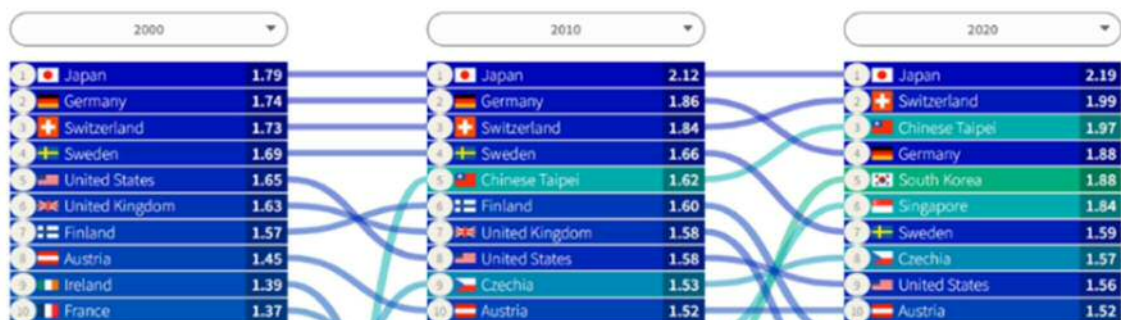 2000 2010 2020
1 Japan 1.79 1 Japan 2.12 1 Japan 2.19
2 Germany 1.74 2 Germany 1.86 2 Switzerland 1.99
3 Switzerland 1.73 3 Switzerland 1.84 3 Chinese Taipei 1.97
4 Sweden 1.69 4 Sweden 1.66 4 Germany 1.88
5 United States 1.65 5 Chinese Taipei 1.62 5 South Korea 1.88
6 United Kingdom 1.63 6 Finland 1.60 6 Singapore 1.84
7 Finland 1.57 7 United Kingdom 1.58 7 Sweden 1.59
8 Austria 1.45 8 United States 1.58 8 Czechia 1.57
9 Ireland 1.39 9 Czechia 1.53 9 United States 1.56
10 France 1.37 10 Austria 1.52 10 Austria 1.52